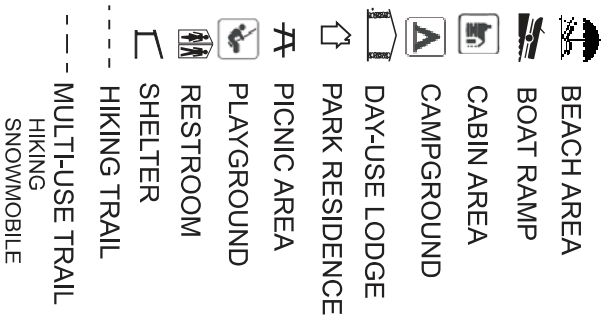 BEACH AREA
BOAT RAMP
CABIN AREA
CAMPGROUND
DAY-USE LODGE
PARK RESIDENCE
PICNIC AREA
PLAYGROUND
RESTROOM
SHELTER
HIKING TRAIL
MULTI-USE TRAIL
HIKING
SNOWMOBILE